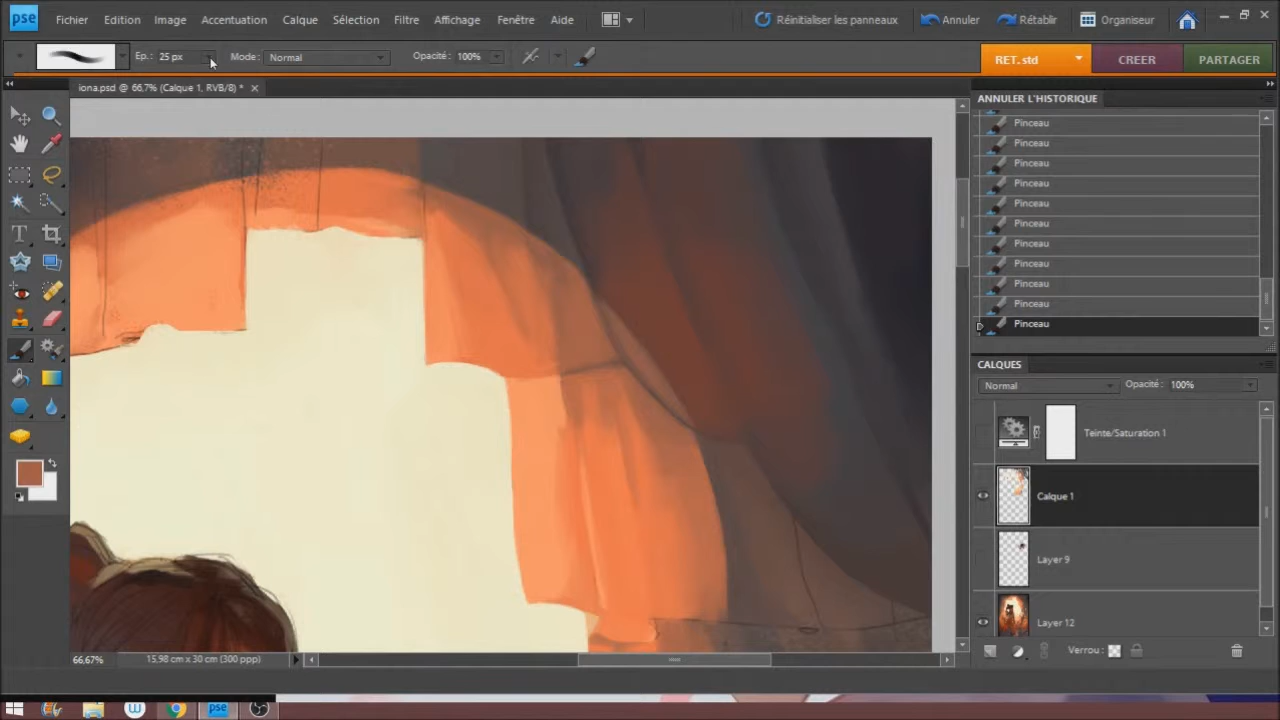 pse Fichier Edition Image Accentuation Calque Sélection Filtre Affichage Fenêtre Aide Réinitialiser les panneaux Annuler Rétablir Organiseur
Ep.: 25 px Mode: Normal Opacité: 100% RET. std CREER PARTAGER
iona.psd @ 66,7% (Calque 1, RVB/8) *
ANNULER L'HISTORIQUE
Pinceau
Pinceau
Pinceau
Pinceau
Pinceau
Pinceau
Pinceau
Pinceau
Pinceau
Pinceau
Pinceau
CALQUES
Normal Opacité: 100%
Teinte/Saturation 1
Calque 1
Layer 9
Layer 12
Verrou:
66,67% 15,98 cm x 30 cm (300 ppp)
pse